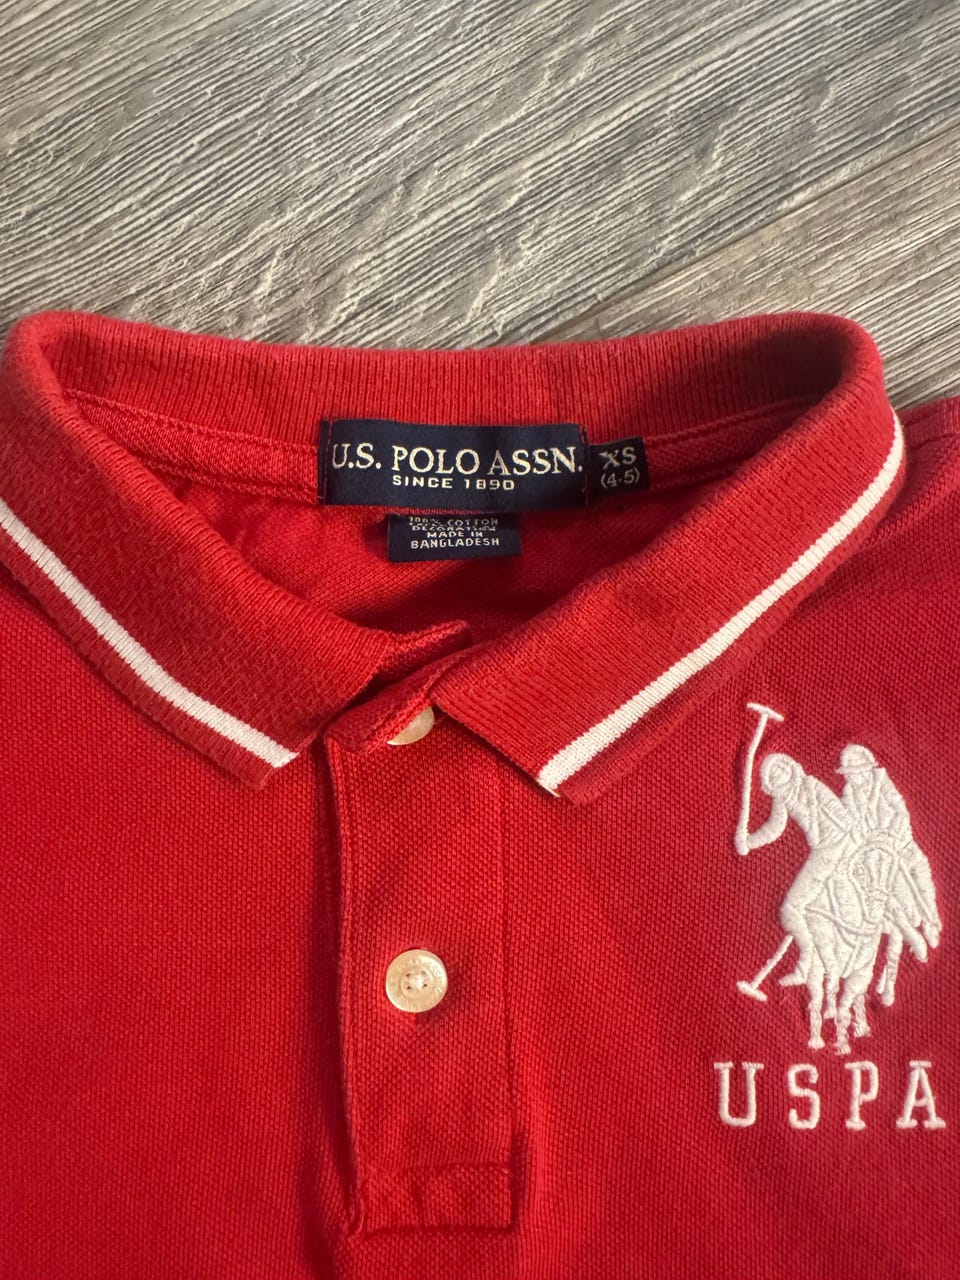 U.S. POLO ASSN.
SINCE 1890
XS
(4-5)
100% COTTON
DECORATION
MADE IN
BANGLADESH
USPA